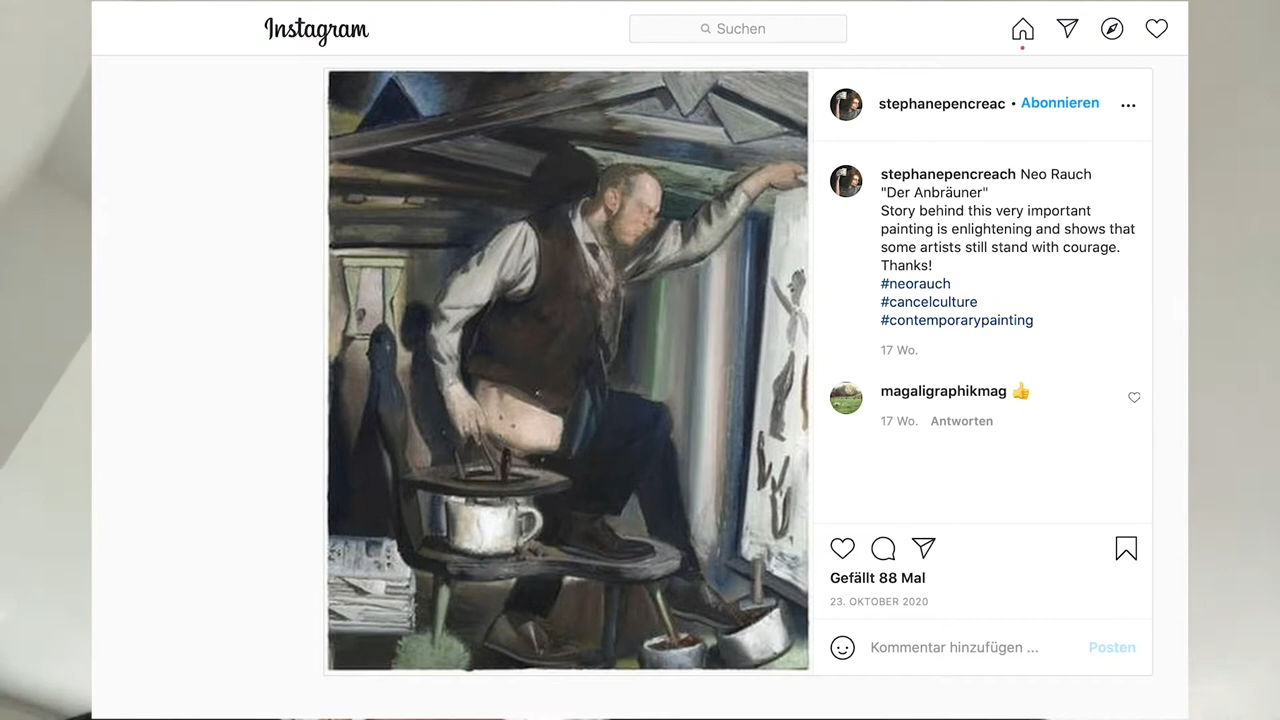 Instagram
Suchen
stephanepencreac • Abonnieren
stephanepencreach Neo Rauch
"Der Anbräuner"
Story behind this very important
painting is enlightening and shows that
some artists still stand with courage.
Thanks!
#neorauch
#cancelculture
#contemporarypainting
17 Wo.
magaligraphikmag 👍
17 Wo. Antworten
Gefällt 88 Mal
23. OKTOBER 2020
Kommentar hinzufügen ...
Posten